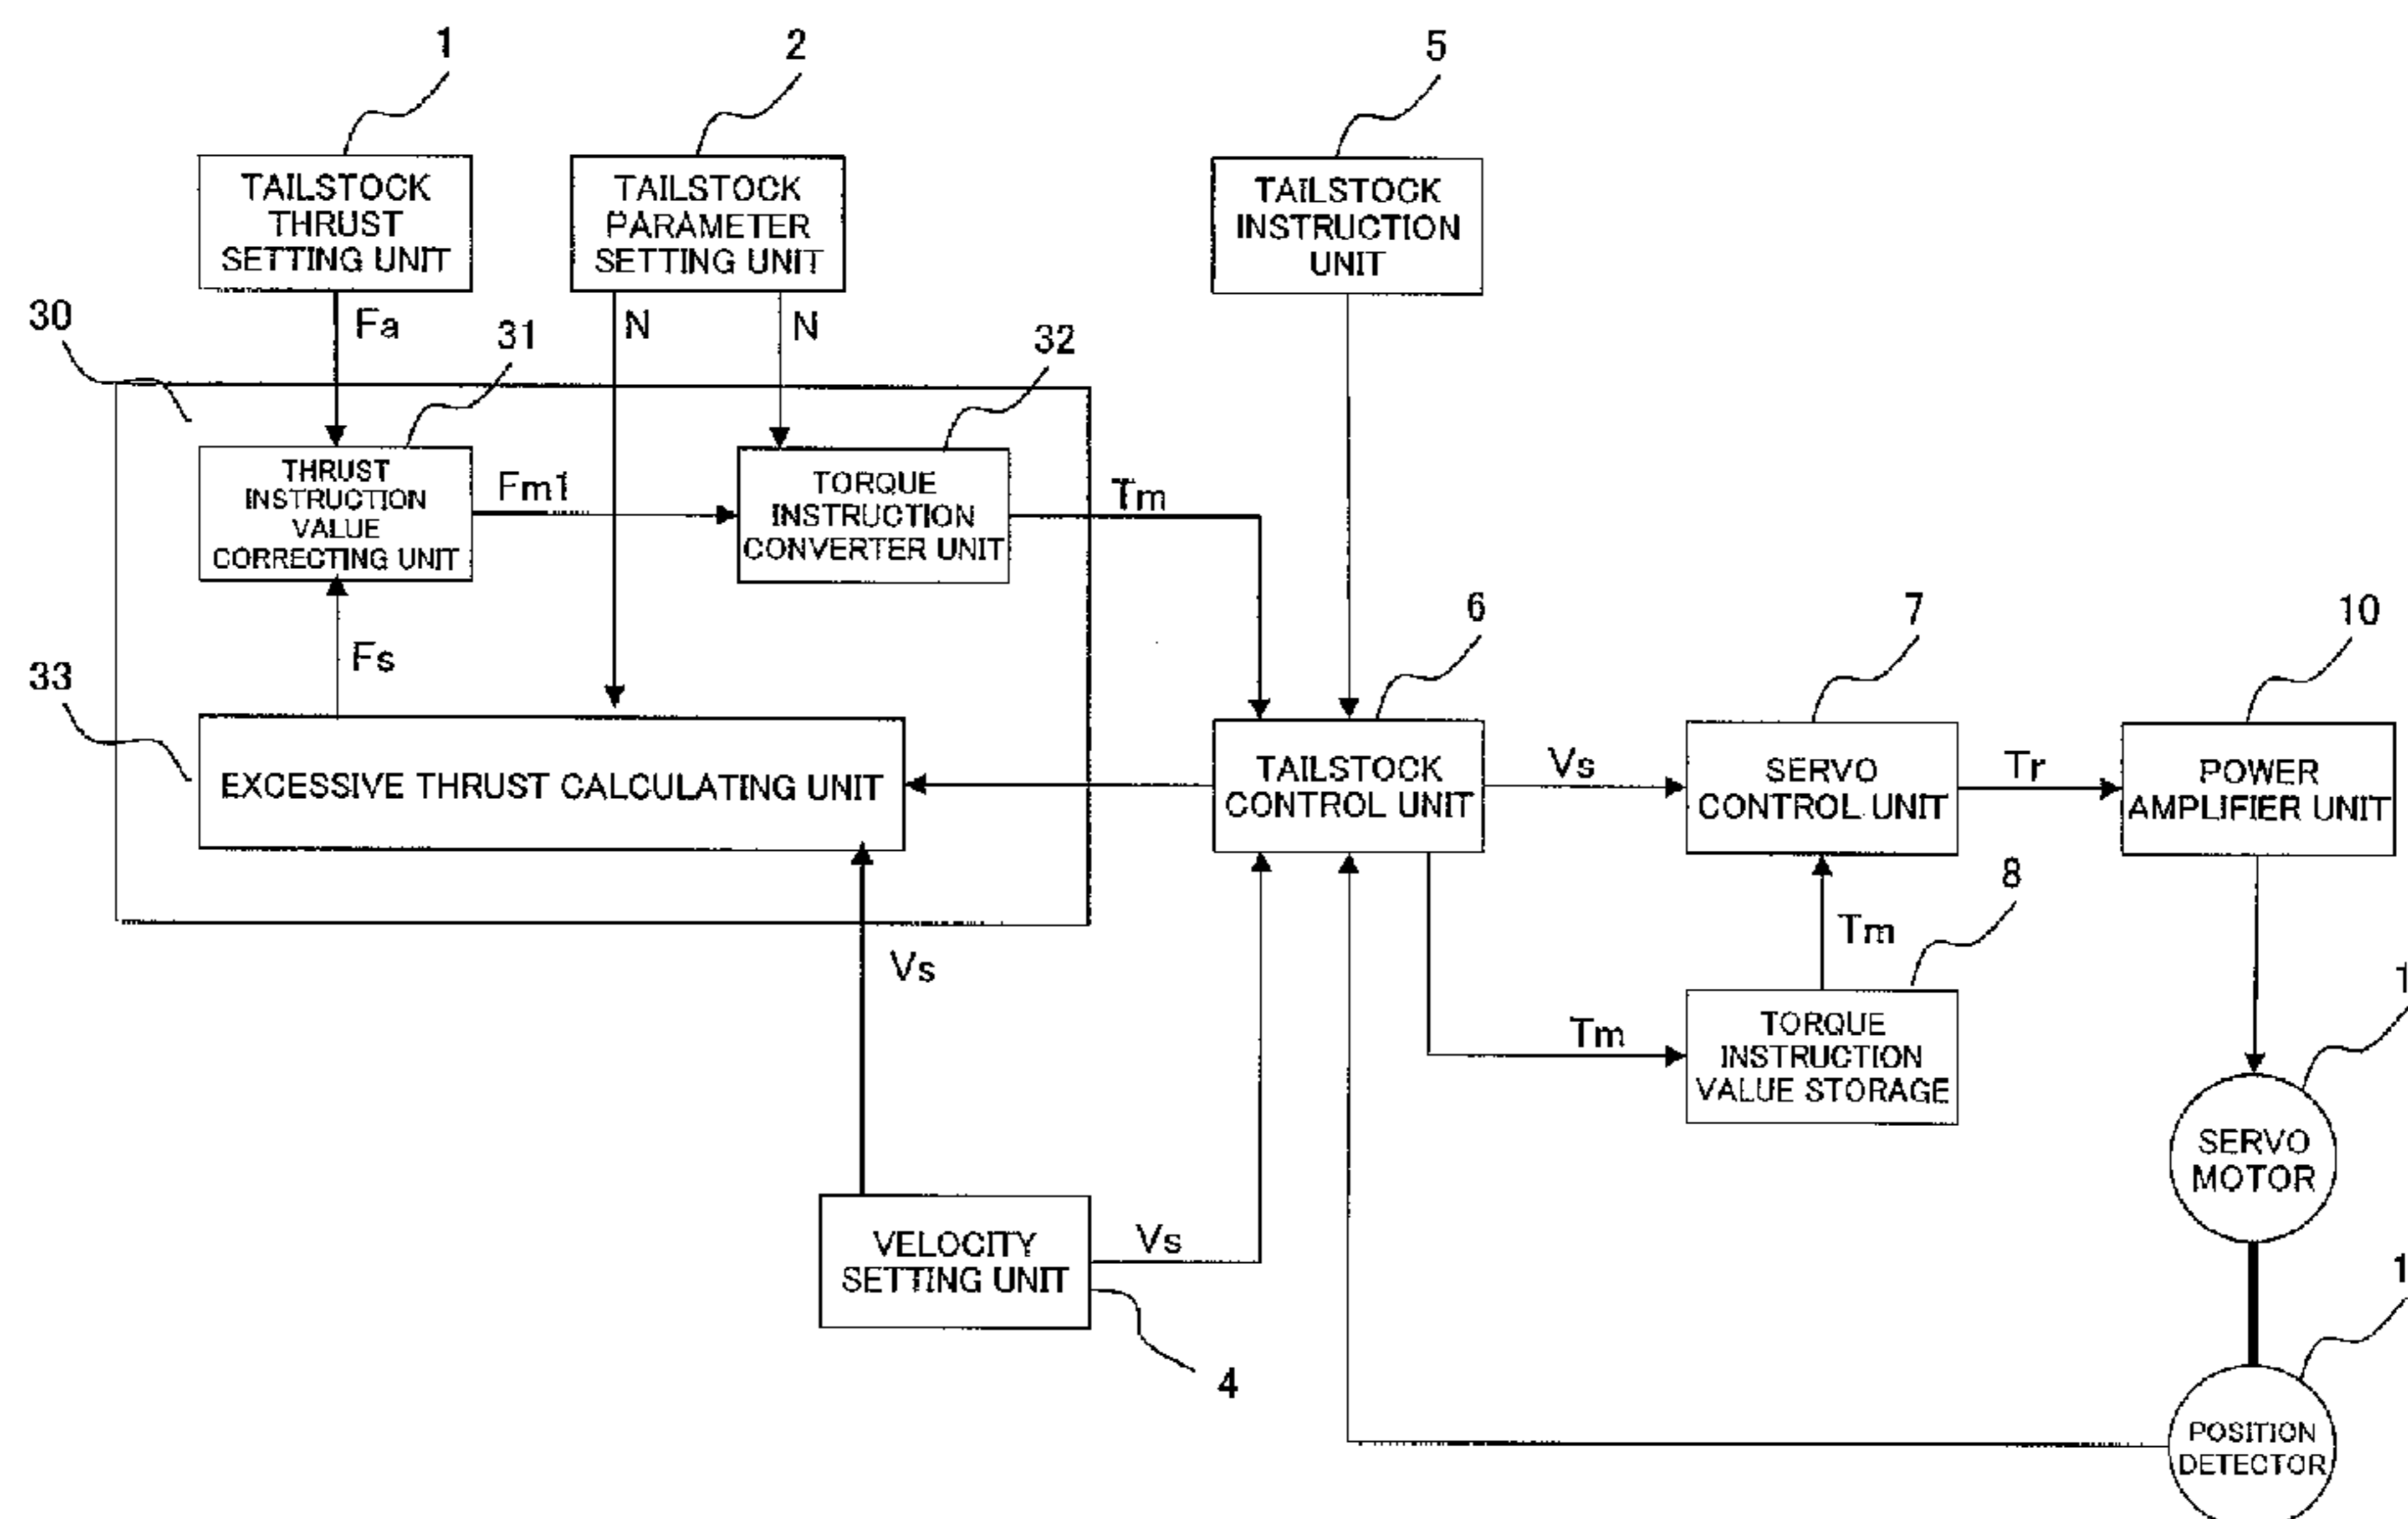 1
2
5
TAILSTOCK
THRUST
SETTING UNIT
TAILSTOCK
PARAMETER
SETTING UNIT
TAILSTOCK
INSTRUCTION
UNIT
30
Fa
31
N
N
32
THRUST
INSTRUCTION
VALUE
CORRECTING UNIT
Fm1
TORQUE
INSTRUCTION
CONVERTER UNIT
Tm
33
Fs
6
7
10
EXCESSIVE THRUST CALCULATING UNIT
TAILSTOCK
CONTROL UNIT
Vs
SERVO
CONTROL UNIT
Tr
POWER
AMPLIFIER UNIT
8
Vs
Tm
Tm
TORQUE
INSTRUCTION
VALUE STORAGE
1
SERVO
MOTOR
VELOCITY
SETTING UNIT
Vs
4
1
POSITION
DETECTOR